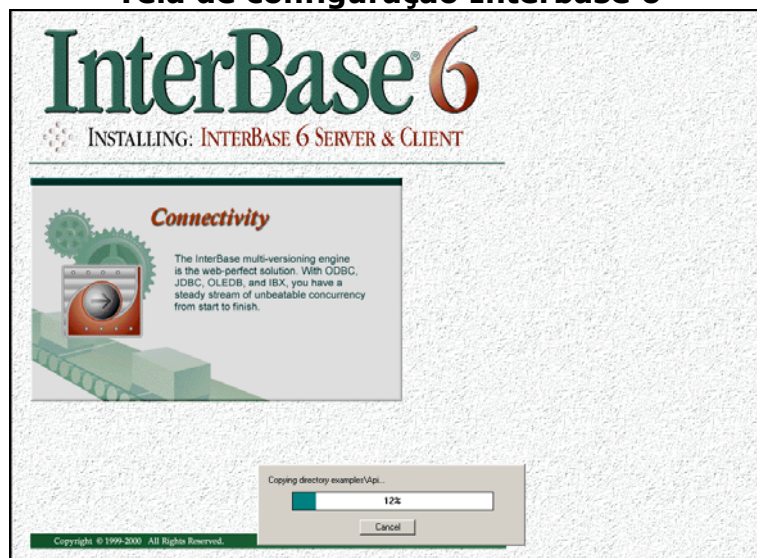 Tela de configuração Interbase 6
InterBase® 6
INSTALLING: INTERBASE 6 SERVER & CLIENT
Connectivity
The InterBase multi-versioning engine
is the web-perfect solution. With ODBC,
JDBC, OLEDB, and IBX, you have a
steady stream of unbeatable concurrency
from start to finish.
Copying directory examples\Api...
12%
Cancel
Copyright © 1999-2000 All Rights Reserved.